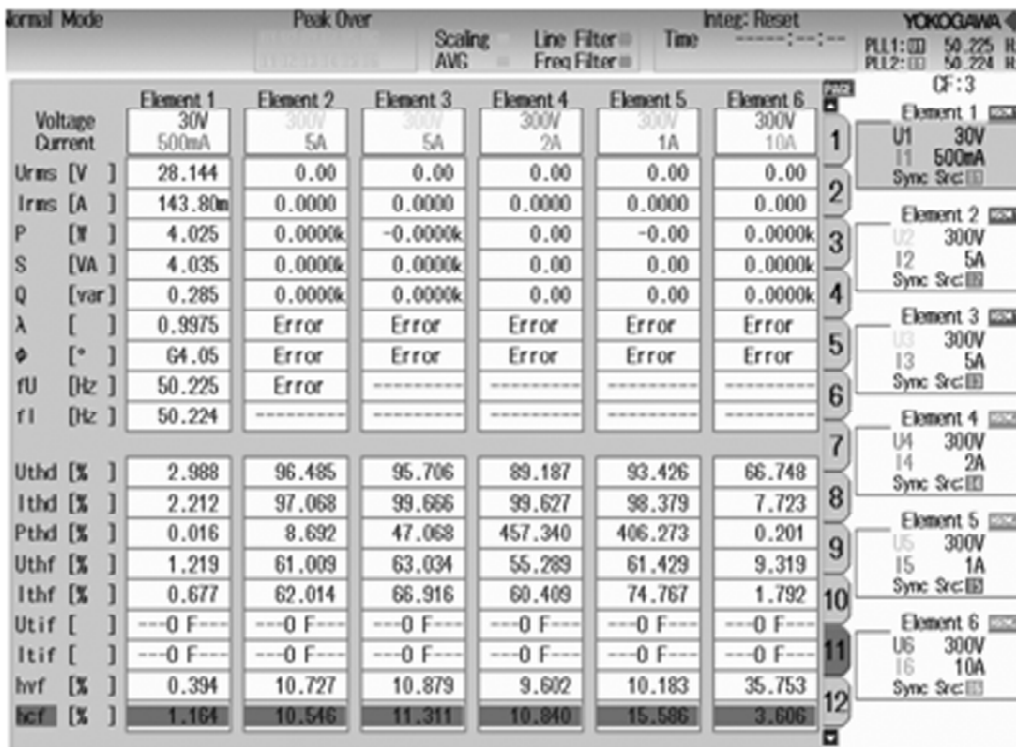 Normal Mode Peak Over Integ: Reset YOKOGAWA
Scaling Line Filter Time -----:--:-- PLL1: 50.225 H
AVG Freq Filter PLL2: 50.224 H
PAGE CF:3
Element 1 Element 2 Element 3 Element 4 Element 5 Element 6
Voltage 30V 300V 300V 300V 300V 300V
Current 500mA 5A 5A 2A 1A 10A
Urms [V ] 28.144 0.00 0.00 0.00 0.00 0.00
Irms [A ] 143.80m 0.0000 0.0000 0.0000 0.0000 0.000
P [W ] 4.025 0.0000k -0.0000k 0.00 -0.00 0.0000k
S [VA ] 4.035 0.0000k 0.0000k 0.00 0.00 0.0000k
Q [var] 0.285 0.0000k 0.0000k 0.00 0.00 0.0000k
λ [ ] 0.9975 Error Error Error Error Error
Φ [° ] G4.05 Error Error Error Error Error
fU [Hz ] 50.225 Error --------- --------- --------- ---------
fI [Hz ] 50.224 --------- --------- --------- --------- ---------
Uthd [% ] 2.988 96.485 95.706 89.187 93.426 66.748
Ithd [% ] 2.212 97.068 99.666 99.627 98.379 7.723
Pthd [% ] 0.016 8.692 47.068 457.340 406.273 0.201
Uthf [% ] 1.219 61.009 63.034 55.289 61.429 9.319
Ithf [% ] 0.677 62.014 66.916 60.409 74.767 1.792
Utif [ ] ---O F--- ---O F--- ---O F--- ---O F--- ---O F--- ---O F---
Itif [ ] ---O F--- ---O F--- ---O F--- ---O F--- ---O F--- ---O F---
hvf [% ] 0.394 10.727 10.879 9.602 10.183 35.753
hcf [% ] 1.164 10.546 11.311 10.840 15.586 3.606
1
2
3
4
5
6
7
8
9
10
11
12
Element 1
U1 30V
I1 500mA
Sync Src:
Element 2
U2 300V
I2 5A
Sync Src:
Element 3
U3 300V
I3 5A
Sync Src:
Element 4
U4 300V
I4 2A
Sync Src:
Element 5
U5 300V
I5 1A
Sync Src:
Element 6
U6 300V
I6 10A
Sync Src: